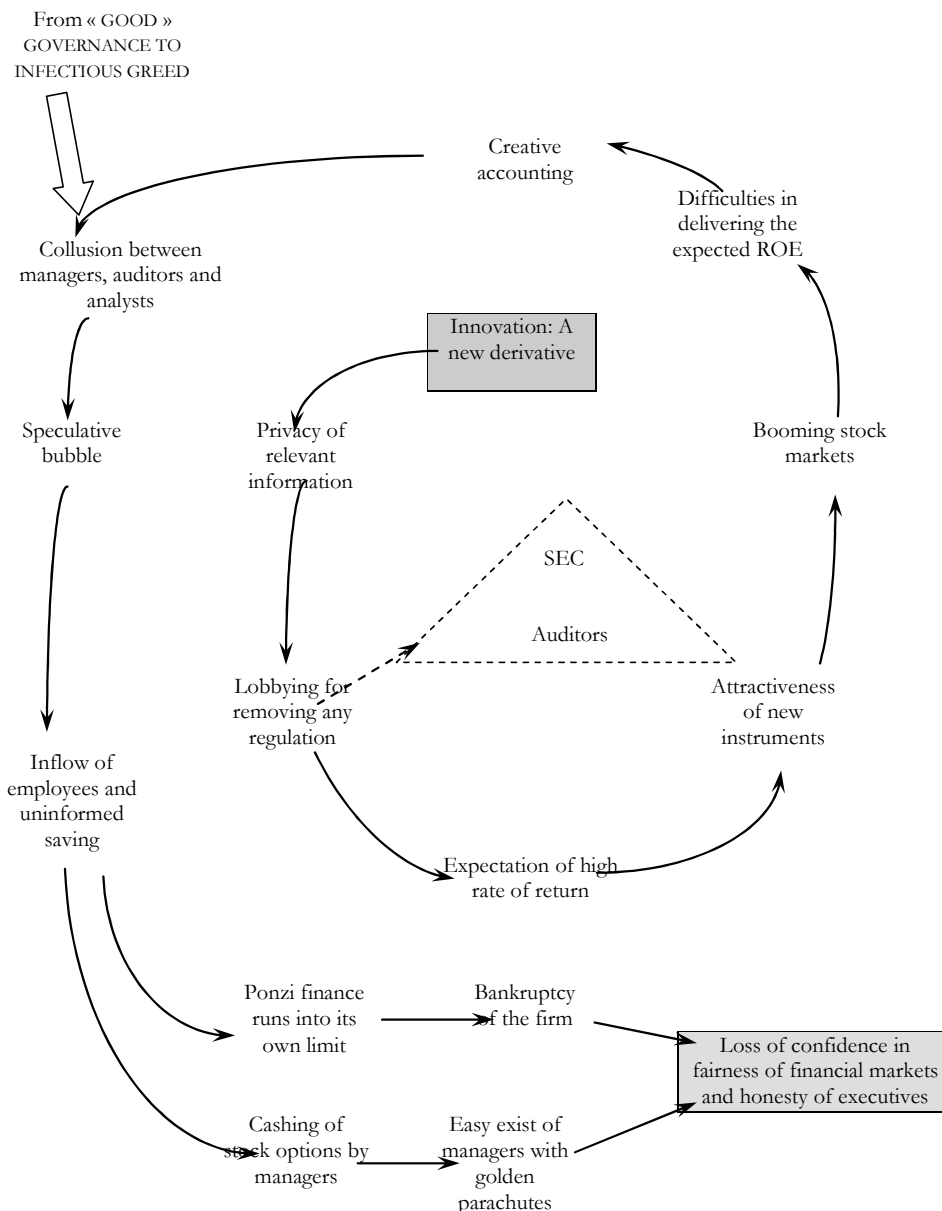 From « GOOD »
GOVERNANCE TO
INFECTIOUS GREED
Creative
accounting
Difficulties in
delivering the
expected ROE
Collusion between
managers, auditors and
analysts
Innovation: A
new derivative
Speculative
bubble
Privacy of
relevant
information
Booming stock
markets
SEC
Auditors
Lobbying for
removing any
regulation
Attractiveness
of new
instruments
Inflow of
employees and
uninformed
saving
Expectation of high
rate of return
Ponzi finance
runs into its
own limit
Bankruptcy
of the firm
Loss of confidence in
fairness of financial markets
and honesty of executives
Cashing of
stock options by
managers
Easy exist of
managers with
golden
parachutes